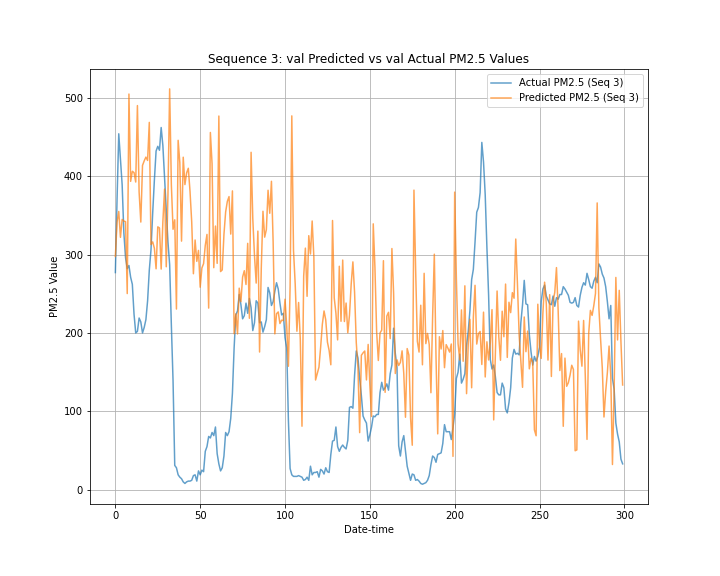 Sequence 3: val Predicted vs val Actual PM2.5 Values
Actual PM2.5 (Seq 3)
Predicted PM2.5 (Seq 3)
500
400
300
200
100
0
PM2.5 Value
0 50 100 150 200 250 300
Date-time